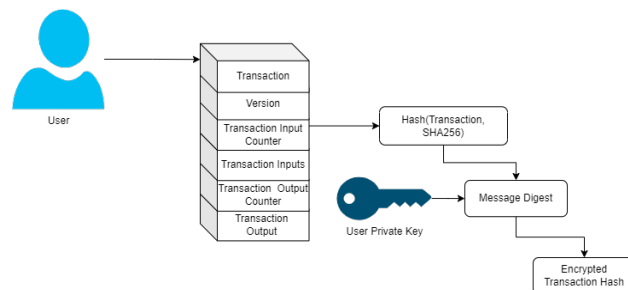 User
Transaction
Version
Transaction Input
Counter
Transaction Inputs
Transaction Output
Counter
Transaction
Output
Hash(Transaction,
SHA256)
User Private Key
Message Digest
Encrypted
Transaction Hash